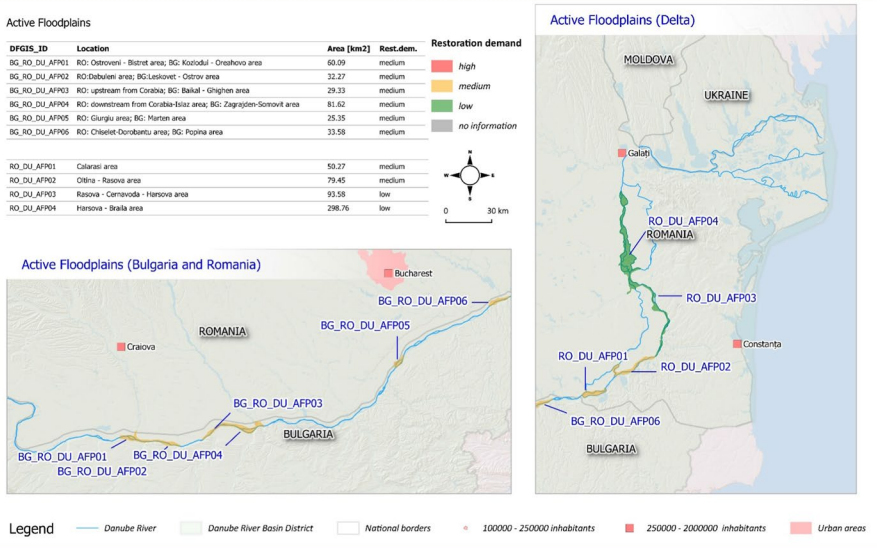 Active Floodplains
DFGIS_ID Location Area [km2] Rest.dem.
BG_RO_DU_AFP01 RO: Ostroveni - Bistret area; BG: Kozlodui - Oreahovo area 60.09 medium
BG_RO_DU_AFP02 RO:Dabuleni area; BG:Leskovet - Ostrov area 32.27 medium
BG_RO_DU_AFP03 RO: upstream from Corabia; BG: Baikal - Ghighen area 29.33 medium
BG_RO_DU_AFP04 RO: downstream from Corabia-Islaz area; BG: Zagrajden-Somovit area 81.62 medium
BG_RO_DU_AFP05 RO: Giurgiu area; BG: Marten area 25.35 medium
BG_RO_DU_AFP06 RO: Chiselet-Dorobantu area; BG: Popina area 33.58 medium
RO_DU_AFP01 Calarasi area 50.27 medium
RO_DU_AFP02 Oltina - Rasova area 79.45 medium
RO_DU_AFP03 Rasova - Cernavoda - Harsova area 93.58 low
RO_DU_AFP04 Harsova - Braila area 298.76 low
Restoration demand
high
medium
low
no information
N
W E
S
0 30 km
Active Floodplains (Bulgaria and Romania)
Bucharest
BG_RO_DU_AFP06
BG_RO_DU_AFP05
ROMANIA
Craiova
BG_RO_DU_AFP03
BULGARIA
BG_RO_DU_AFP01
BG_RO_DU_AFP04
BG_RO_DU_AFP02
Active Floodplains (Delta)
MOLDOVA
UKRAINE
Galați
RO_DU_AFP04
ROMANIA
RO_DU_AFP03
Constanța
RO_DU_AFP01
RO_DU_AFP02
BG_RO_DU_AFP06
BULGARIA
Legend
Danube River
Danube River Basin District
National borders
100000 - 250000 inhabitants
250000 - 2000000 inhabitants
Urban areas